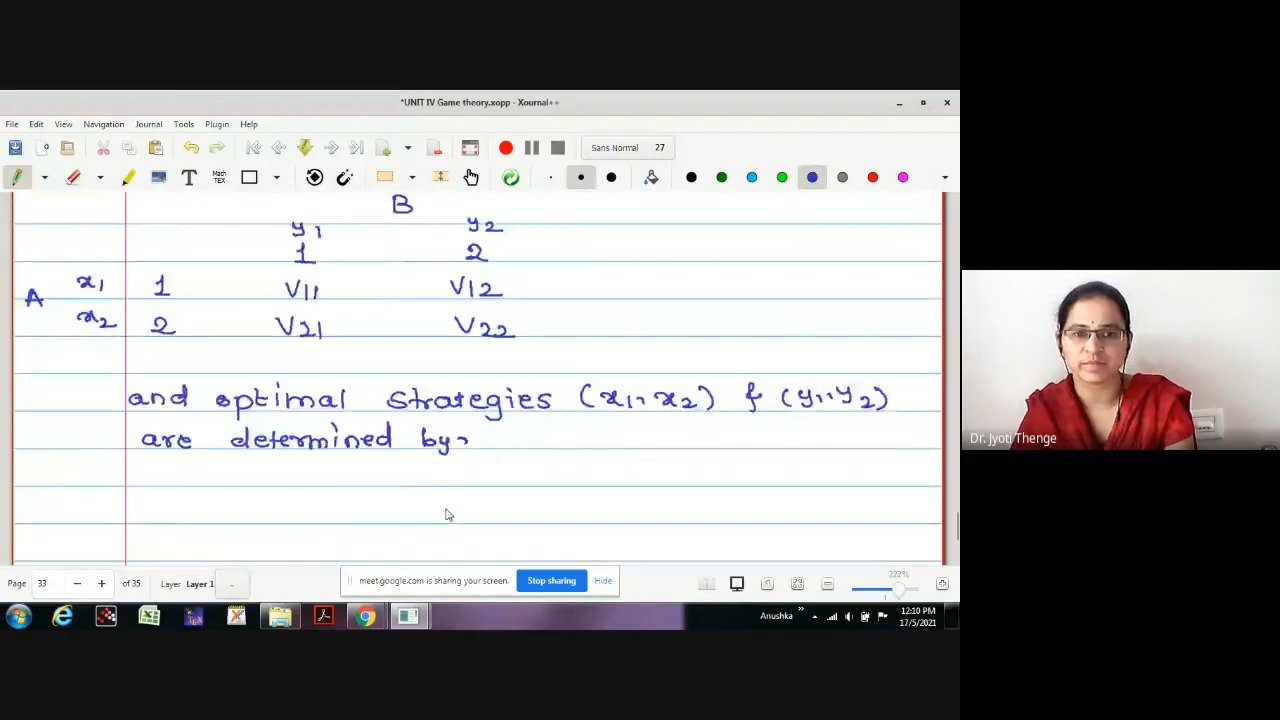 *UNIT IV Game theory.xopp - Xournal++
File Edit View Navigation Journal Tools Plugin Help
Sans Normal 27
Math TEX
B
y1 y2
1 2
A x1 1 V11 V12
x2 2 V21 V22
and optimal strategies (x1, x2) & (y1, y2)
are determined by,
Dr. Jyoti Thenge
Page 33 of 35 Layer Layer 1
meet.google.com is sharing your screen. Stop sharing Hide
222%
Anushka
12:10 PM
17/5/2021